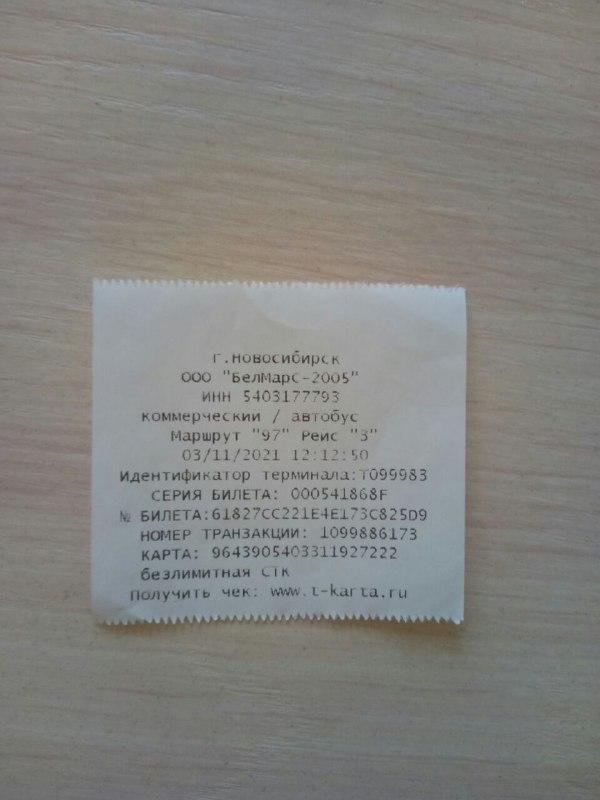 г.Новосибирск
ООО "БелМарС-2005"
ИНН 5403177793
коммерческий / автобус
Маршрут "97" Рейс "3"
03/11/2021 12:12:50
Идентификатор терминала:Т099983
СЕРИЯ БИЛЕТА: 000541868F
№ БИЛЕТА:61827CC221E4E173C825D9
НОМЕР ТРАНЗАКЦИИ: 1099886173
КАРТА: 9643905403311927222
безлимитная СТК
Получить чек: www.t-karta.ru